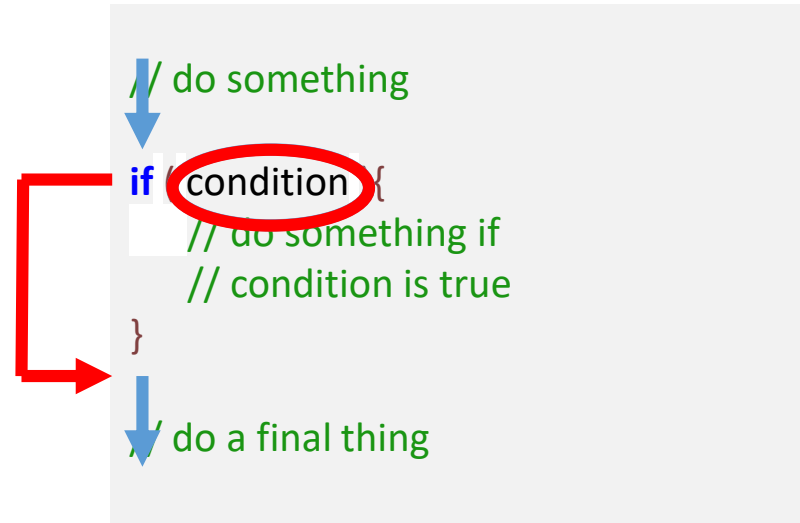 // do something
if ( condition ){
// do something if
// condition is true
}
// do a final thing